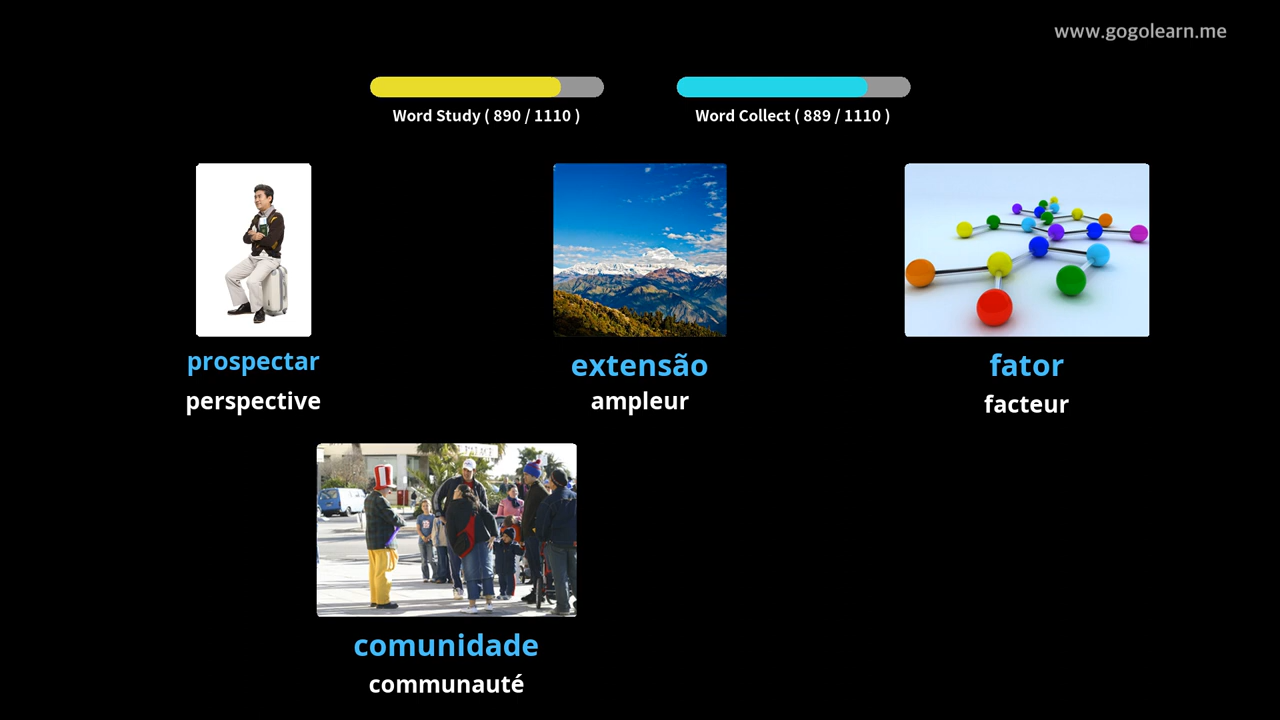 www.gogolearn.me
Word Study ( 890 / 1110 )
Word Collect ( 889 / 1110 )
prospectar
perspective
extensão
ampleur
fator
facteur
comunidade
communauté